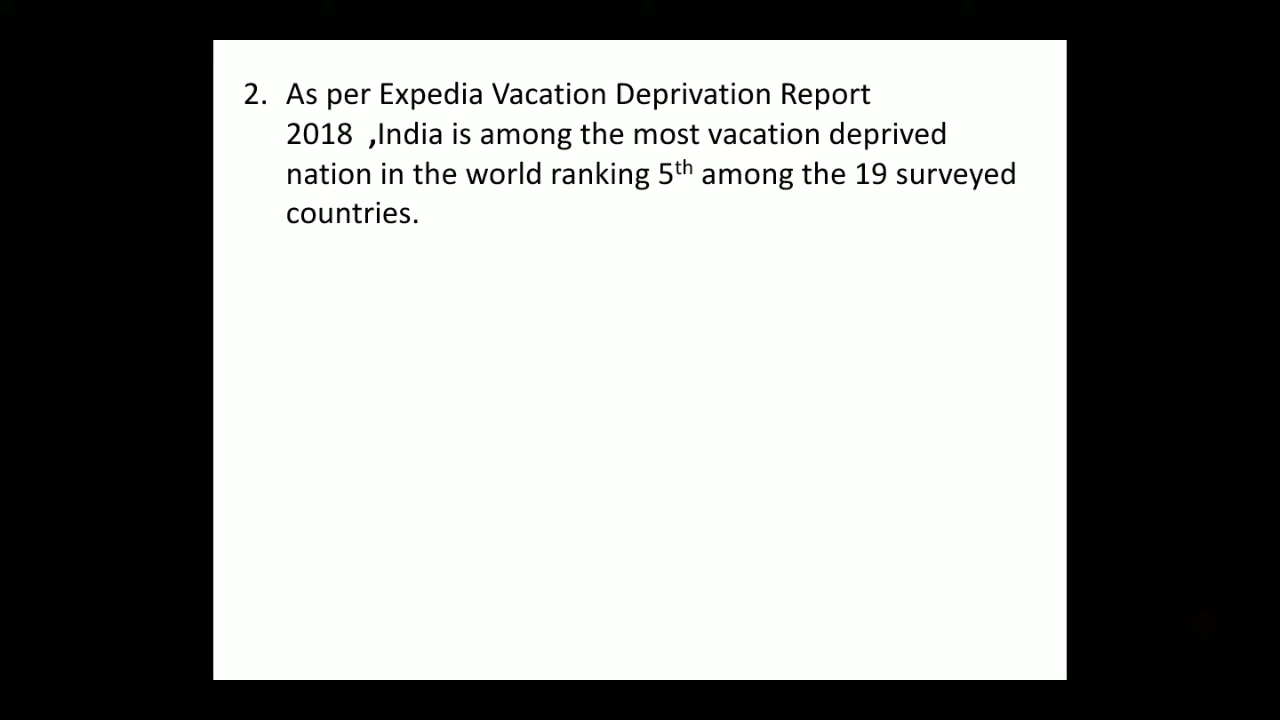 2. As per Expedia Vacation Deprivation Report
2018 ,India is among the most vacation deprived
nation in the world ranking 5th among the 19 surveyed
countries.